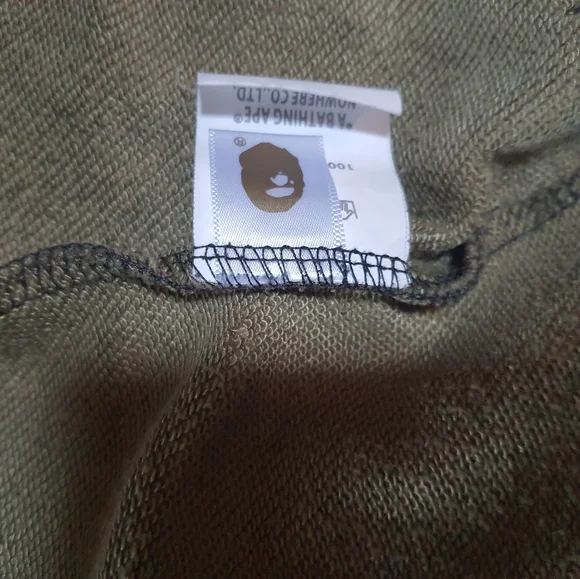 *A BATHING APE®
NOWHERE CO., LTD.
100
®